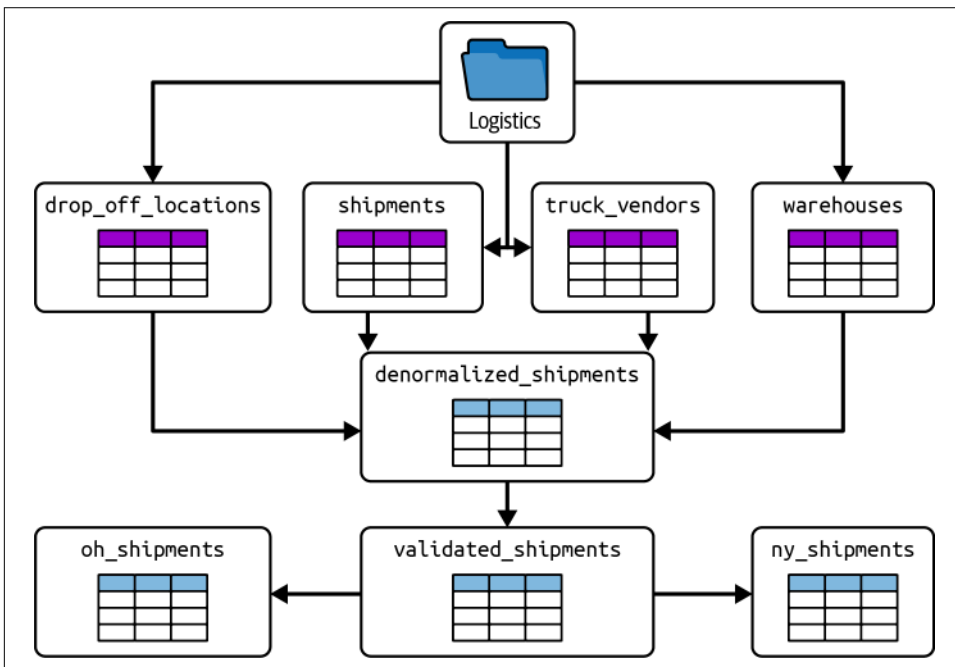 Logistics
drop_off_locations
shipments
truck_vendors
warehouses
denormalized_shipments
oh_shipments
validated_shipments
ny_shipments